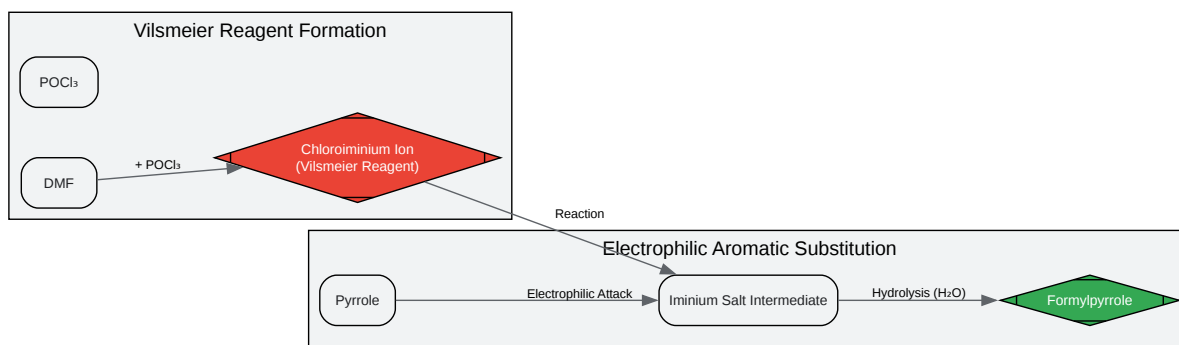 Vilsmeier Reagent Formation
POCl₃
DMF
+ POCl₃
Chloroiminium Ion
(Vilsmeier Reagent)
Reaction
Electrophilic Aromatic Substitution
Pyrrole
Electrophilic Attack
Iminium Salt Intermediate
Hydrolysis (H₂O)
Formylpyrrole